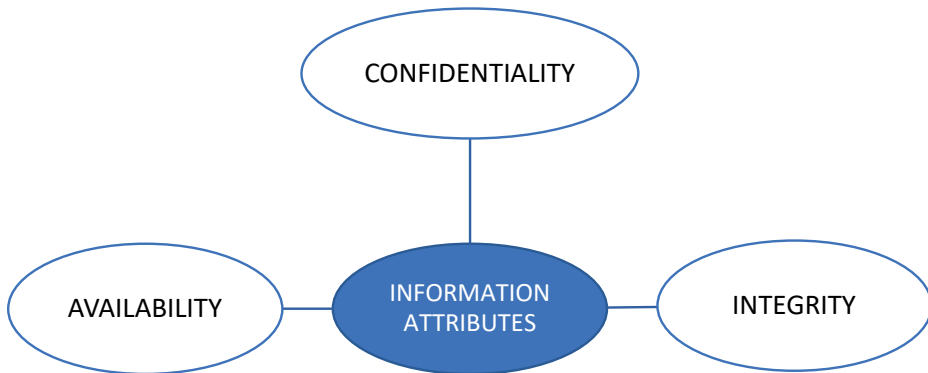 CONFIDENTIALITY
AVAILABILITY
INFORMATION
ATTRIBUTES
INTEGRITY